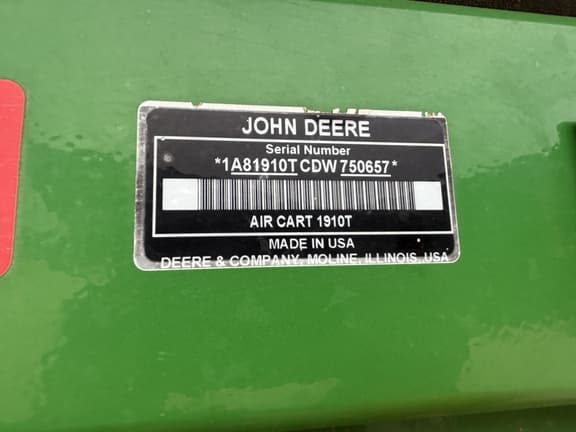 JOHN DEERE
Serial Number
*1A81910TCDW750657*
AIR CART 1910T
MADE IN USA
DEERE & COMPANY, MOLINE, ILLINOIS, USA